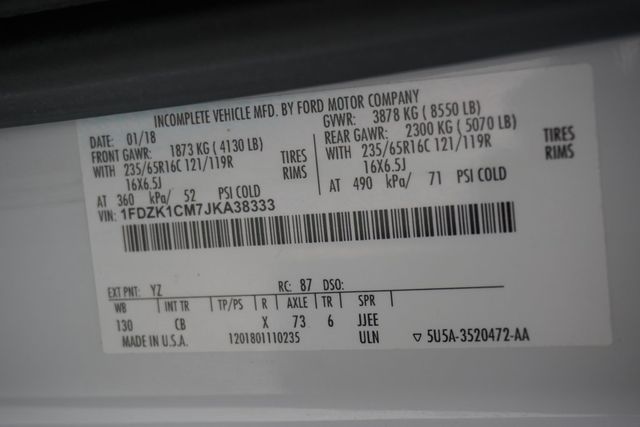 INCOMPLETE VEHICLE MFD. BY FORD MOTOR COMPANY
DATE: 01/18 GVWR: 3878 KG ( 8550 LB)
FRONT GAWR: 1873 KG ( 4130 LB) REAR GAWR: 2300 KG ( 5070 LB)
WITH 235/65R16C 121/119R TIRES WITH 235/65R16C 121/119R TIRES
16X6.5J RIMS 16X6.5J RIMS
AT 360 kPa/ 52 PSI COLD AT 490 kPa/ 71 PSI COLD
VIN: 1FDZK1CM7JKA38333
EXT PNT: YZ RC: 87 DSO:
WB INT TR TP/PS R AXLE TR SPR
130 CB X 73 6 JJEE
MADE IN U.S.A. 1201801110235 ULN ▽ 5U5A-3520472-AA